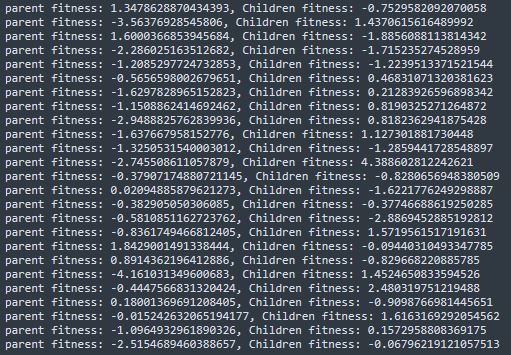 parent fitness: 1.3478628870434393, Children fitness: -0.7529582092070058
parent fitness: -3.56376928545806, Children fitness: 1.4370615616489992
parent fitness: 1.6000366853945684, Children fitness: -1.8856088113814342
parent fitness: -2.286025163512682, Children fitness: -1.715235274528959
parent fitness: -1.2085297724732853, Children fitness: -1.2239513371521544
parent fitness: -0.5656598002679651, Children fitness: 0.46831071320381623
parent fitness: -1.6297828965152823, Children fitness: 0.21283926596898342
parent fitness: -1.1508862414692462, Children fitness: 0.8190325271264872
parent fitness: -2.9488825762839936, Children fitness: 0.8182362941875428
parent fitness: -1.637667958152776, Children fitness: 1.127301881730448
parent fitness: -1.3250531540003012, Children fitness: -1.2859441728548897
parent fitness: -2.745508611057879, Children fitness: 4.388602812242621
parent fitness: -0.37907174880721145, Children fitness: -0.8280656948380509
parent fitness: 0.02094885879621273, Children fitness: -1.6221776249298887
parent fitness: -0.382905050306085, Children fitness: -0.37746688619250285
parent fitness: -0.5810851162723762, Children fitness: -2.8869452885192812
parent fitness: -0.8361749466812405, Children fitness: 1.5719561517191631
parent fitness: 1.8429001491338444, Children fitness: -0.09440310493347785
parent fitness: 0.8914362196412886, Children fitness: -0.829668220885785
parent fitness: -4.161031349600683, Children fitness: 1.4524650833594526
parent fitness: -0.4447566831320424, Children fitness: 2.480319751219488
parent fitness: 0.18001369691208405, Children fitness: -0.9098766981445651
parent fitness: -0.015242632065194177, Children fitness: 1.6163169292054562
parent fitness: -1.0964932961890326, Children fitness: 0.1572958808369175
parent fitness: -2.5154689460388657, Children fitness: -0.06796219121057513